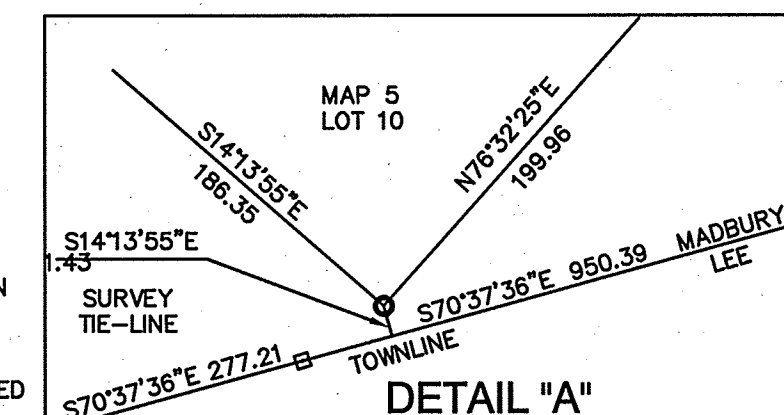 MAP 5
LOT 10
S14°13'55"E
186.35
N76°32'25"E
199.96
S14°13'55"E
1.43
SURVEY
TIE-LINE
MADBURY
LEE
S70°37'36"E 950.39
TOWNLINE
S70°37'36"E 277.21
N
ED
DETAIL "A"